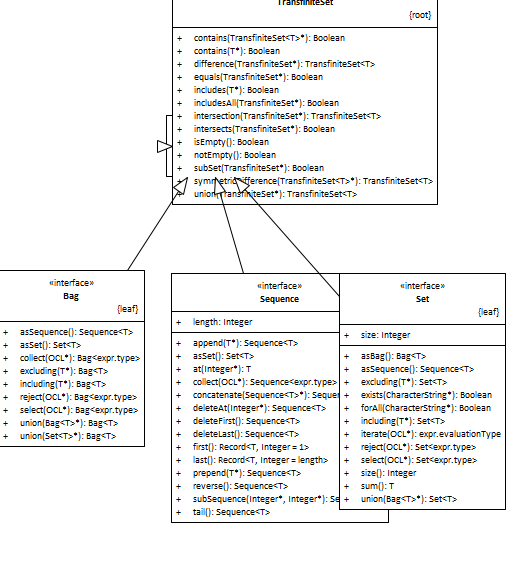 TransfiniteSet
{root}
+ contains(TransfiniteSet<T>*): Boolean
+ contains(T*): Boolean
+ difference(TransfiniteSet*): TransfiniteSet<T>
+ equals(TransfiniteSet*): Boolean
+ includes(T*): Boolean
+ includesAll(TransfiniteSet*): Boolean
+ intersection(TransfiniteSet*): TransfiniteSet<T>
+ intersects(TransfiniteSet*): Boolean
+ isEmpty(): Boolean
+ notEmpty(): Boolean
+ subSet(TransfiniteSet*): Boolean
+ symmetricDifference(TransfiniteSet<T>*): TransfiniteSet<T>
+ union(TransfiniteSet*): TransfiniteSet<T>
«interface»
Bag
{leaf}
+ asSequence(): Sequence<T>
+ asSet(): Set<T>
+ collect(OCL*): Bag<expr.type>
+ excluding(T*): Bag<T>
+ including(T*): Bag<T>
+ reject(OCL*): Bag<expr.type>
+ select(OCL*): Bag<expr.type>
+ union(Bag<T>*): Bag<T>
+ union(Set<T>*): Bag<T>
«interface»
Sequence
+ length: Integer
+ append(T*): Sequence<T>
+ asSet(): Set<T>
+ at(Integer*): T
+ collect(OCL*): Sequence<expr.type>
+ concatenate(Sequence<T>*): Seque
+ deleteAt(Integer*): Sequence<T>
+ deleteFirst(): Sequence<T>
+ deleteLast(): Sequence<T>
+ first(): Record<T, Integer = 1>
+ last(): Record<T, Integer = length>
+ prepend(T*): Sequence<T>
+ reverse(): Sequence<T>
+ subSequence(Integer*, Integer*): Se
+ tail(): Sequence<T>
«interface»
Set
{leaf}
+ size: Integer
+ asBag(): Bag<T>
+ asSequence(): Sequence<T>
+ excluding(T*): Set<T>
+ exists(CharacterString*): Boolean
+ forAll(CharacterString*): Boolean
+ including(T*): Set<T>
+ iterate(OCL*): expr.evaluationType
+ reject(OCL*): Set<expr.type>
+ select(OCL*): Set<expr.type>
+ size(): Integer
+ sum(): T
+ union(Bag<T>*): Set<T>